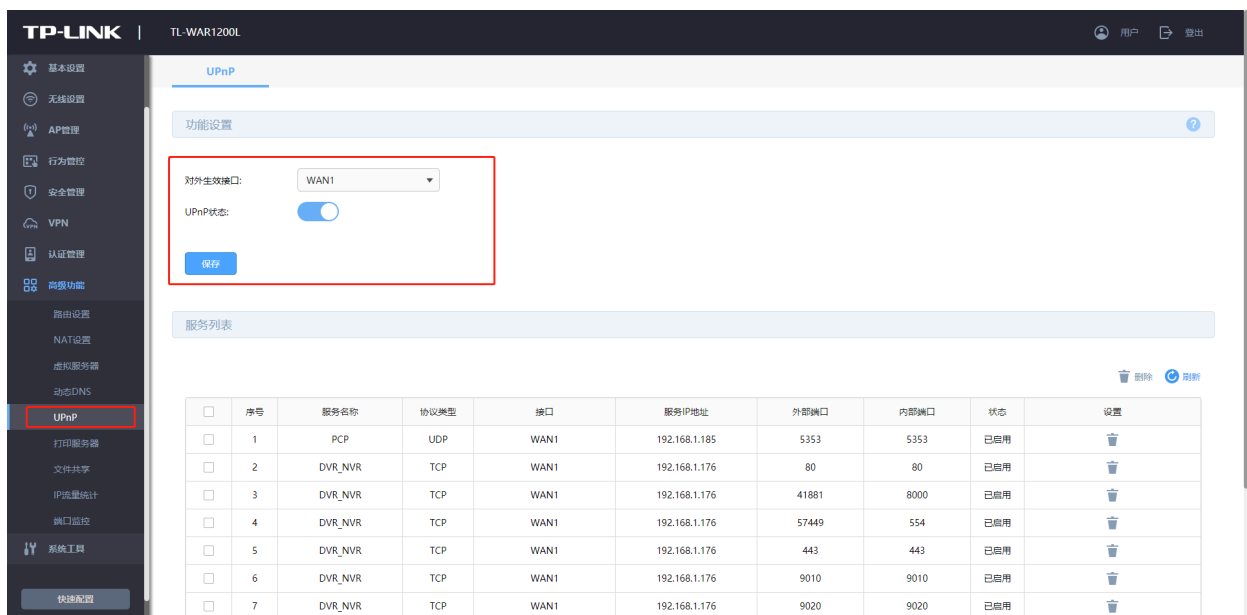 TP-LINK | TL-WAR1200L 用户 登出
基本设置
无线设置
AP管理
行为管控
安全管理
VPN
认证管理
高级功能
路由设置
NAT设置
虚拟服务器
动态DNS
UPnP
打印服务器
文件共享
IP流量统计
端口监控
系统工具
快速配置
UPnP
功能设置
对外生效接口: WAN1
UPnP状态:
保存
服务列表
删除 刷新
序号 服务名称 协议类型 接口 服务IP地址 外部端口 内部端口 状态 设置
1 PCP UDP WAN1 192.168.1.185 5353 5353 已启用
2 DVR_NVR TCP WAN1 192.168.1.176 80 80 已启用
3 DVR_NVR TCP WAN1 192.168.1.176 41881 8000 已启用
4 DVR_NVR TCP WAN1 192.168.1.176 57449 554 已启用
5 DVR_NVR TCP WAN1 192.168.1.176 443 443 已启用
6 DVR_NVR TCP WAN1 192.168.1.176 9010 9010 已启用
7 DVR_NVR TCP WAN1 192.168.1.176 9020 9020 已启用